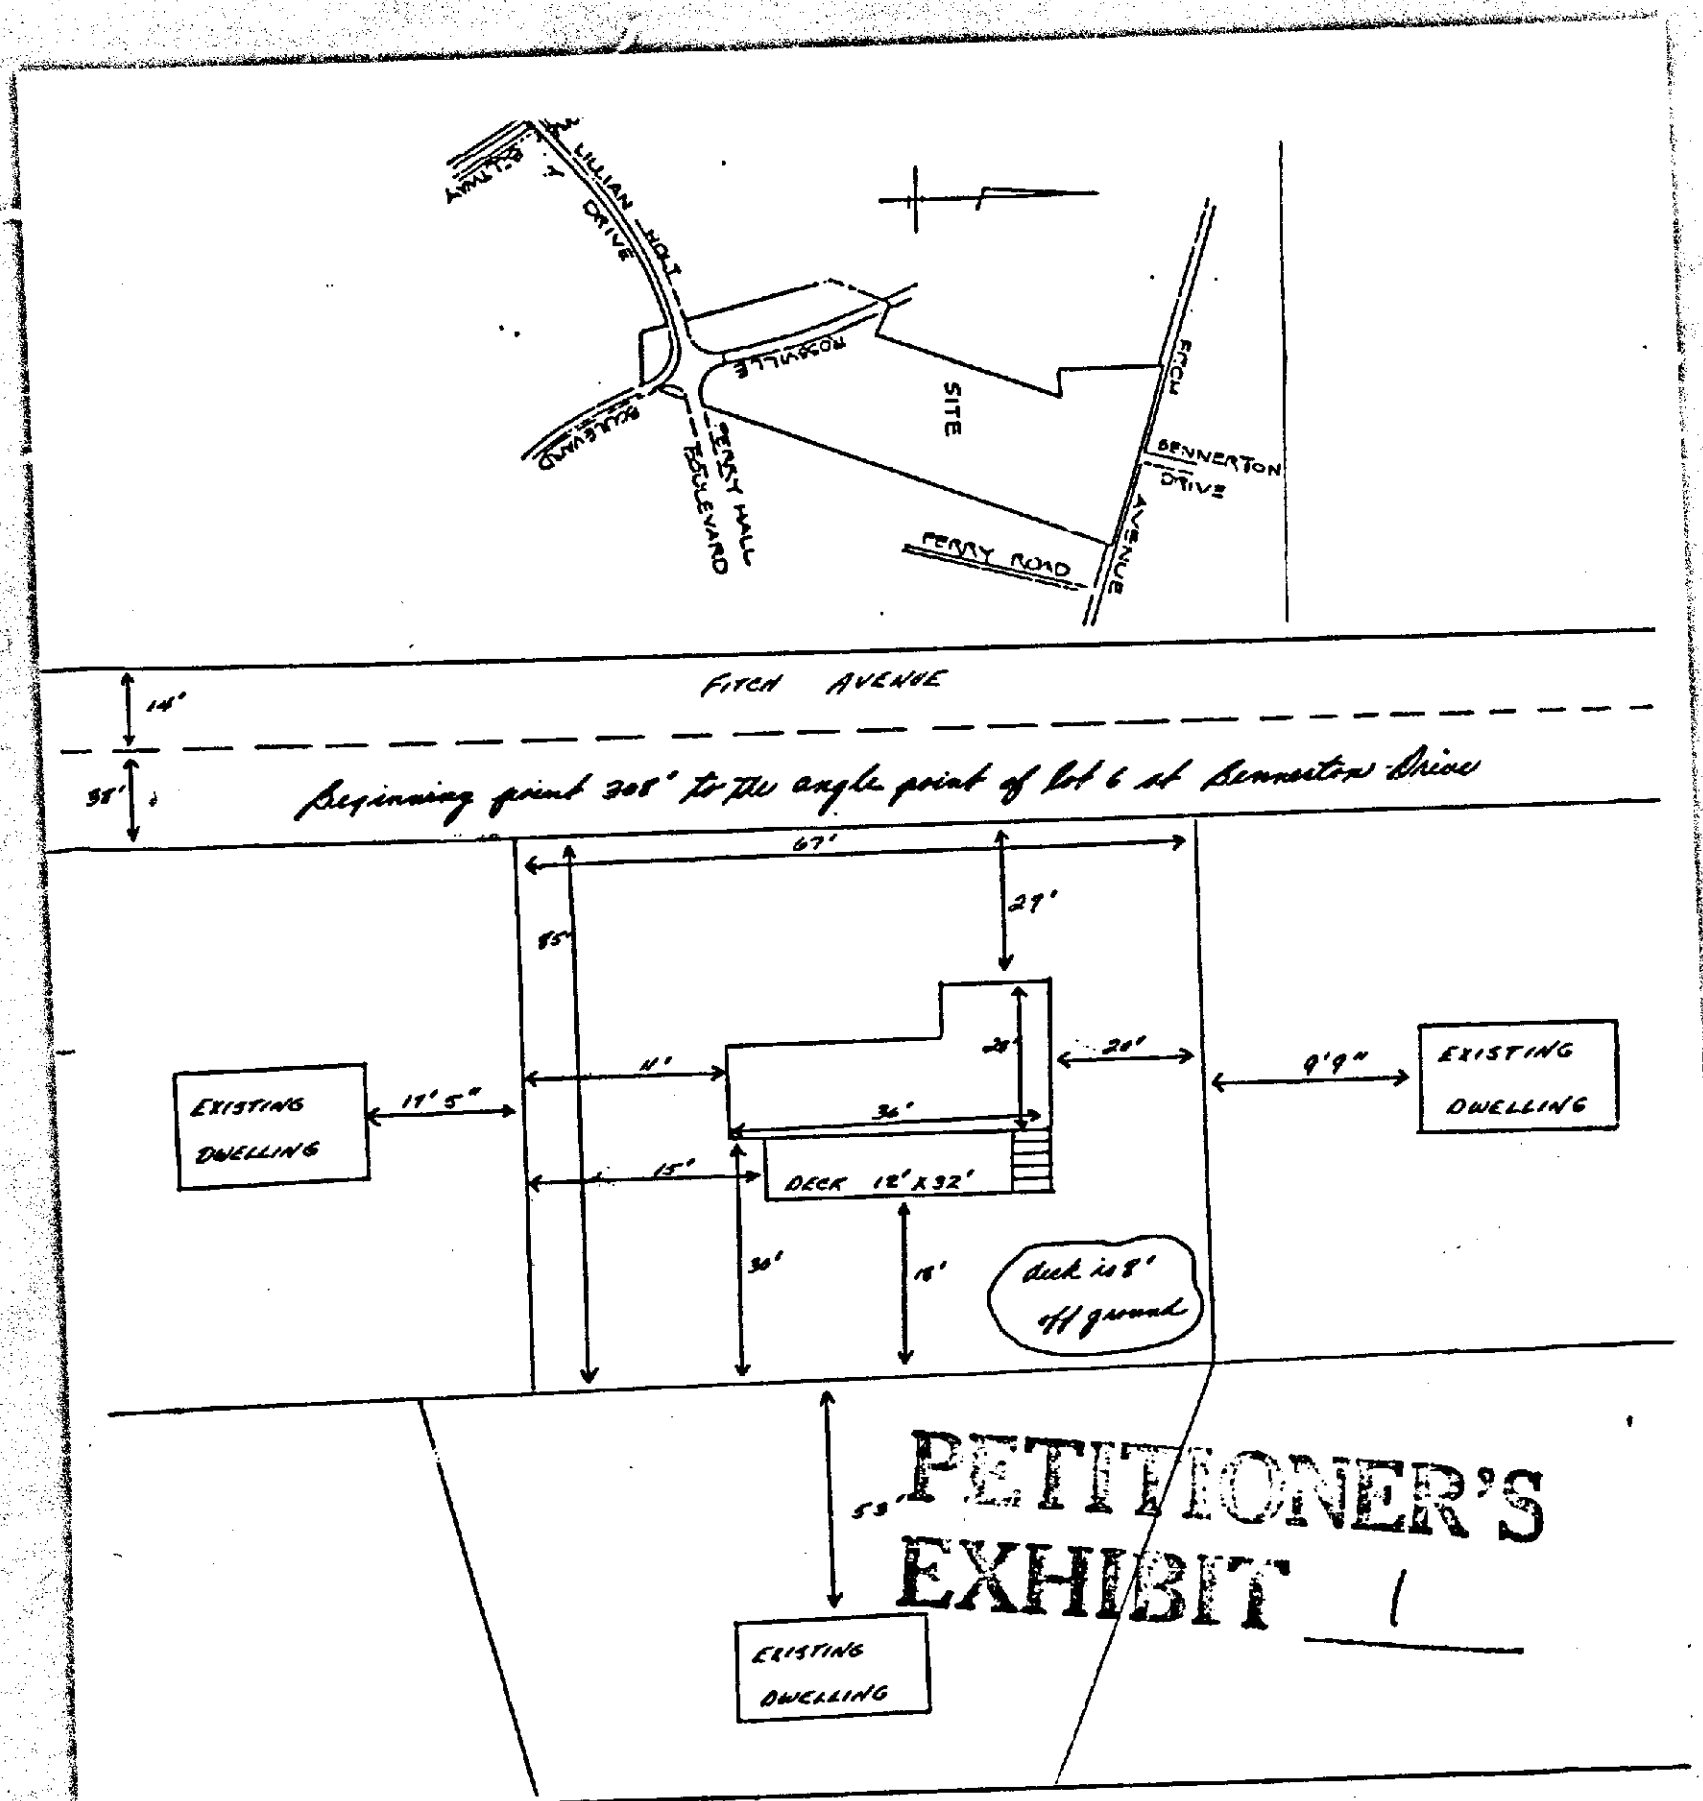 BELTWAY
LILLIAN HOLT
DRIVE
ROSSVILLE
BOULEVARD
PERRY HALL
BOULEVARD
SITE
FITCH
AVENUE
BENNERTON
DRIVE
PERRY ROAD
FITCH AVENUE
14'
38'
Beginning point 308' to the angle point of lot 6 at Bennerton Drive
67'
27'
85'
28'
11'
20'
9'9"
EXISTING
DWELLING
17' 5"
EXISTING
DWELLING
36'
15'
DECK 12' X 32'
30'
18'
deck is 8'
off ground
PETITIONER'S
EXHIBIT 1
EXISTING
DWELLING